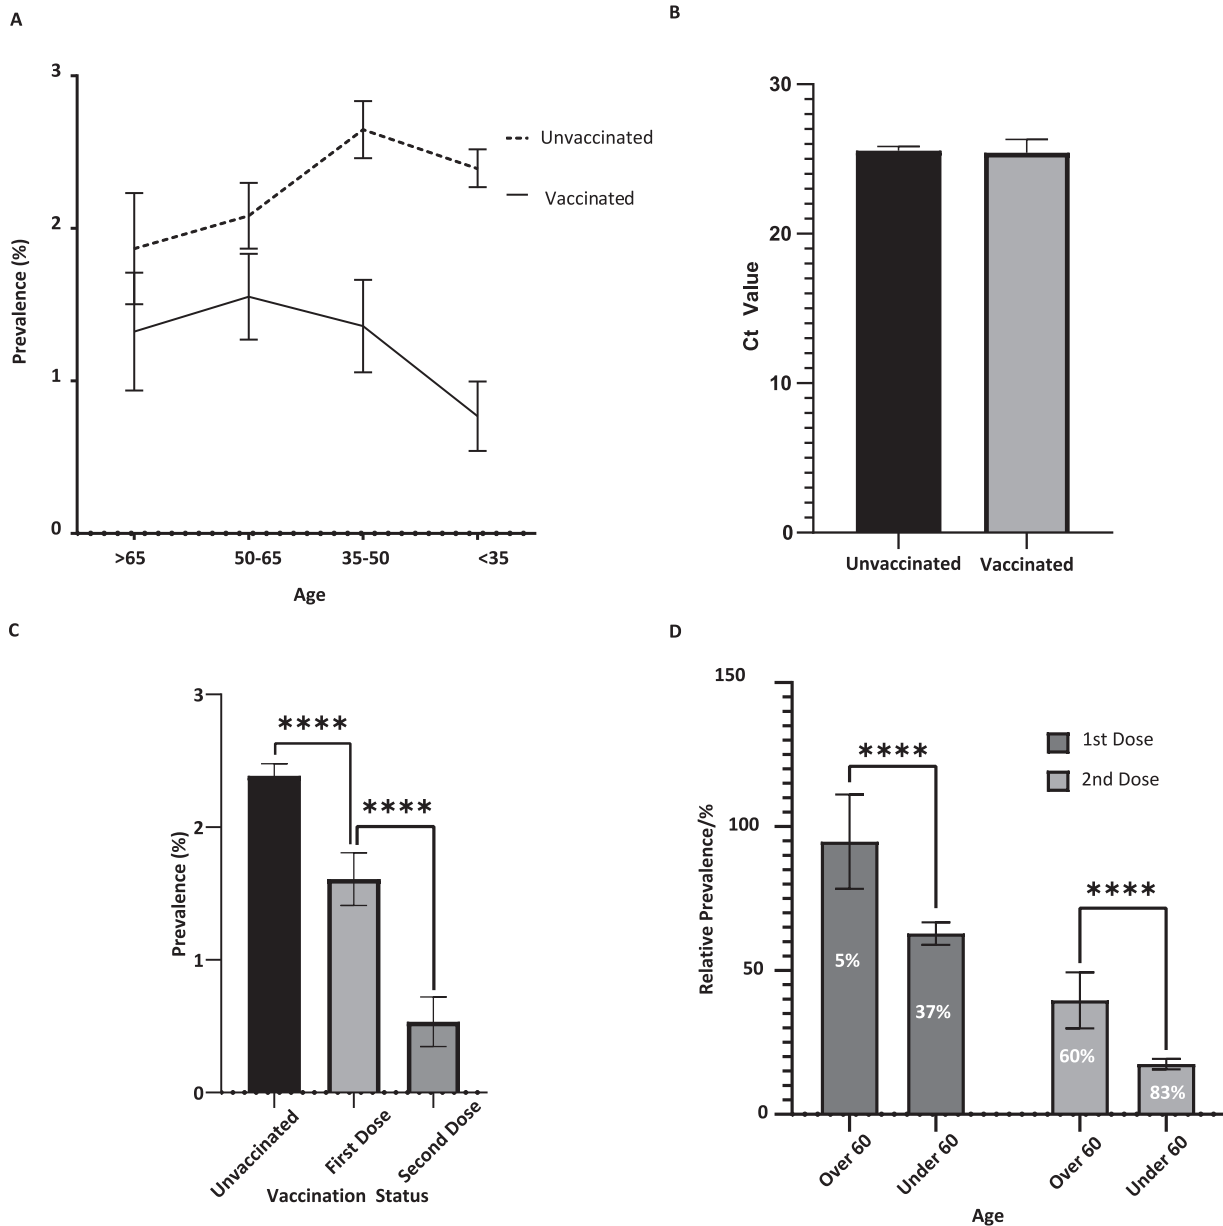 A
3
2
1
0
Prevalence (%)
>65 50-65 35-50 <35
Age
Unvaccinated
Vaccinated
B
30
20
10
0
Ct Value
Unvaccinated Vaccinated
C
3
2
1
0
Prevalence (%)
****
****
Unvaccinated
First Dose
Second Dose
Vaccination Status
D
150
100
50
0
Relative Prevalence/%
****
****
1st Dose
2nd Dose
5%
37%
60%
83%
Over 60
Under 60
Over 60
Under 60
Age